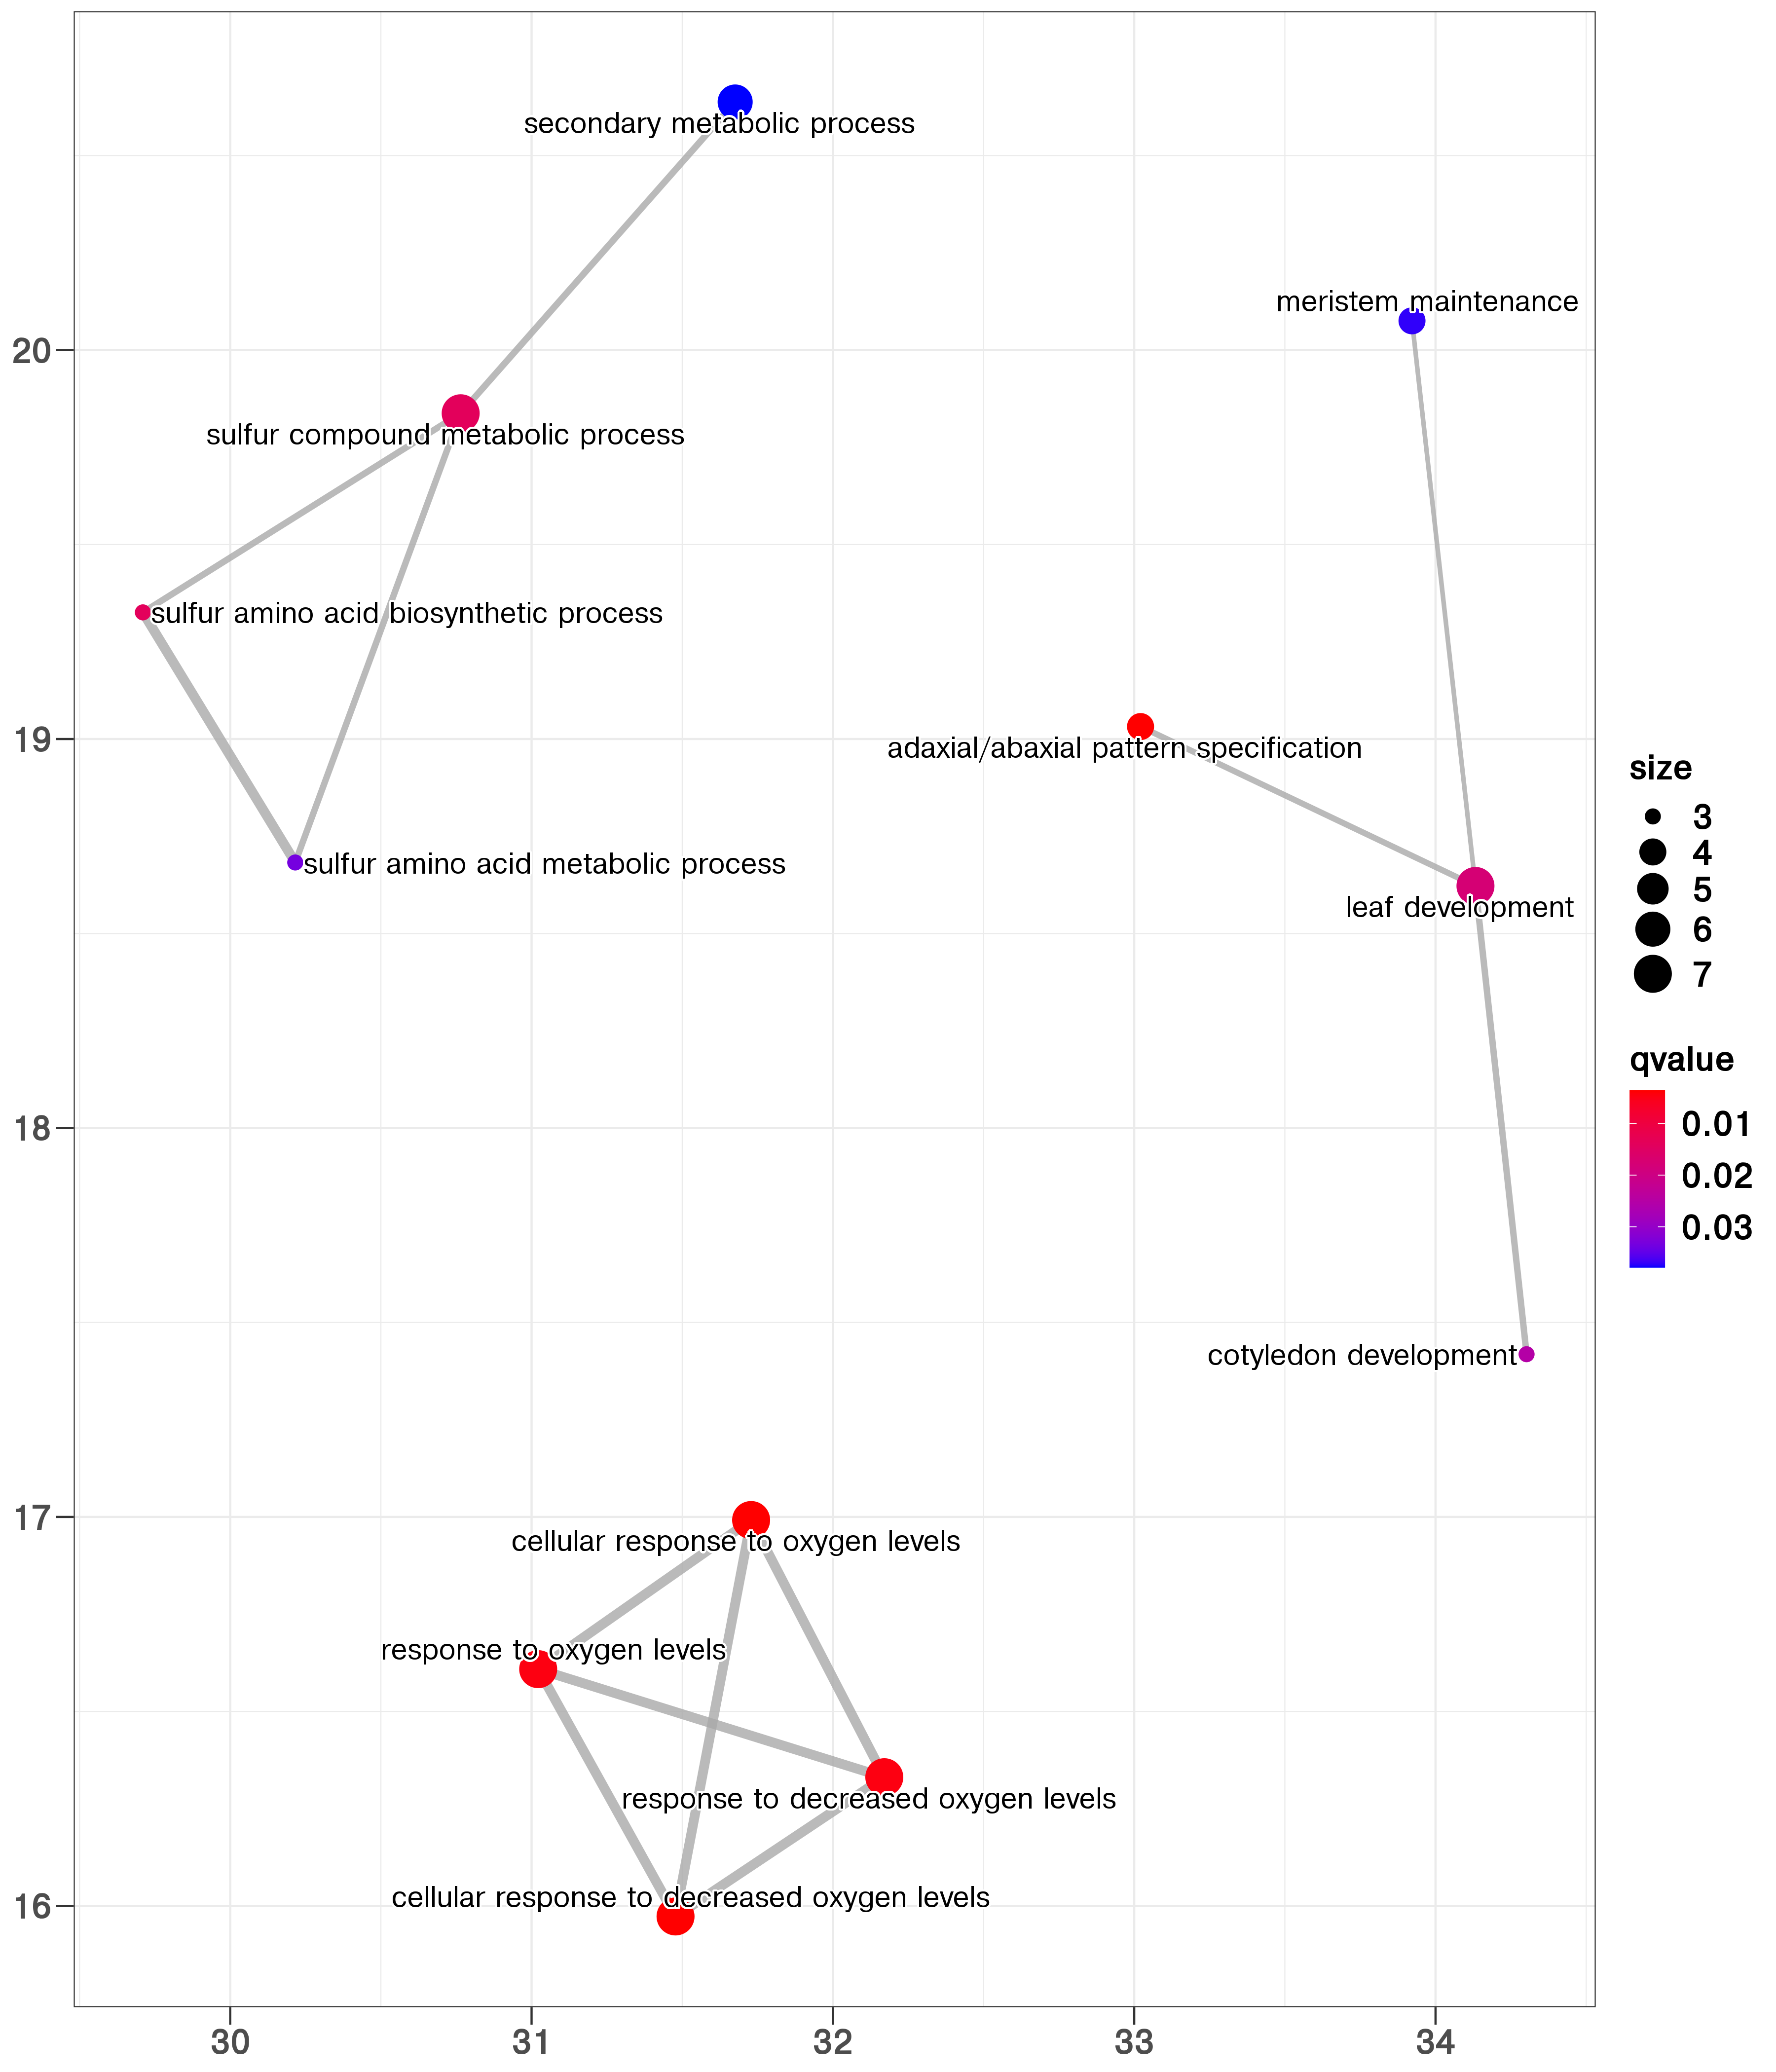 secondary metabolic process
meristem maintenance
20
sulfur compound metabolic process
sulfur amino acid biosynthetic process
19
adaxial/abaxial pattern specification
sulfur amino acid metabolic process
leaf development
18
cotyledon development
17
cellular response to oxygen levels
response to oxygen levels
response to decreased oxygen levels
cellular response to decreased oxygen levels
16
30 31 32 33 34
size
3
4
5
6
7
qvalue
0.01
0.02
0.03